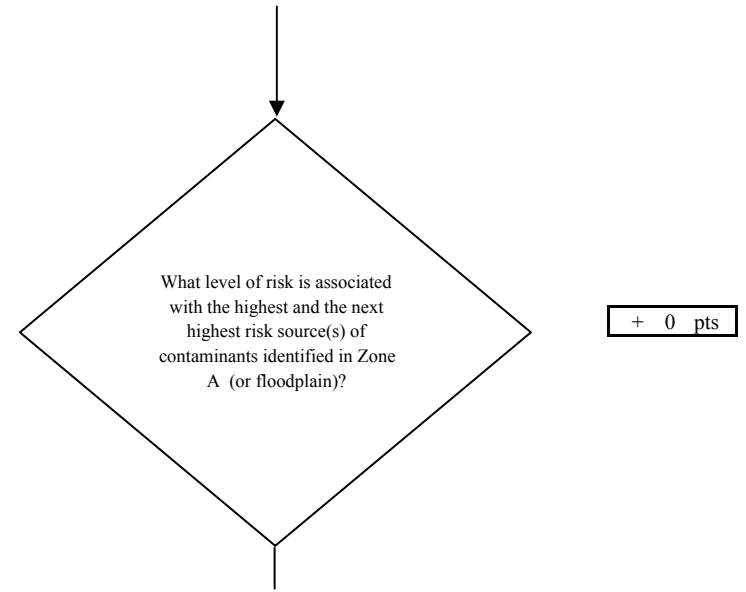 What level of risk is associated
with the highest and the next
highest risk source(s) of
contaminants identified in Zone
A (or floodplain)?
+ 0 pts